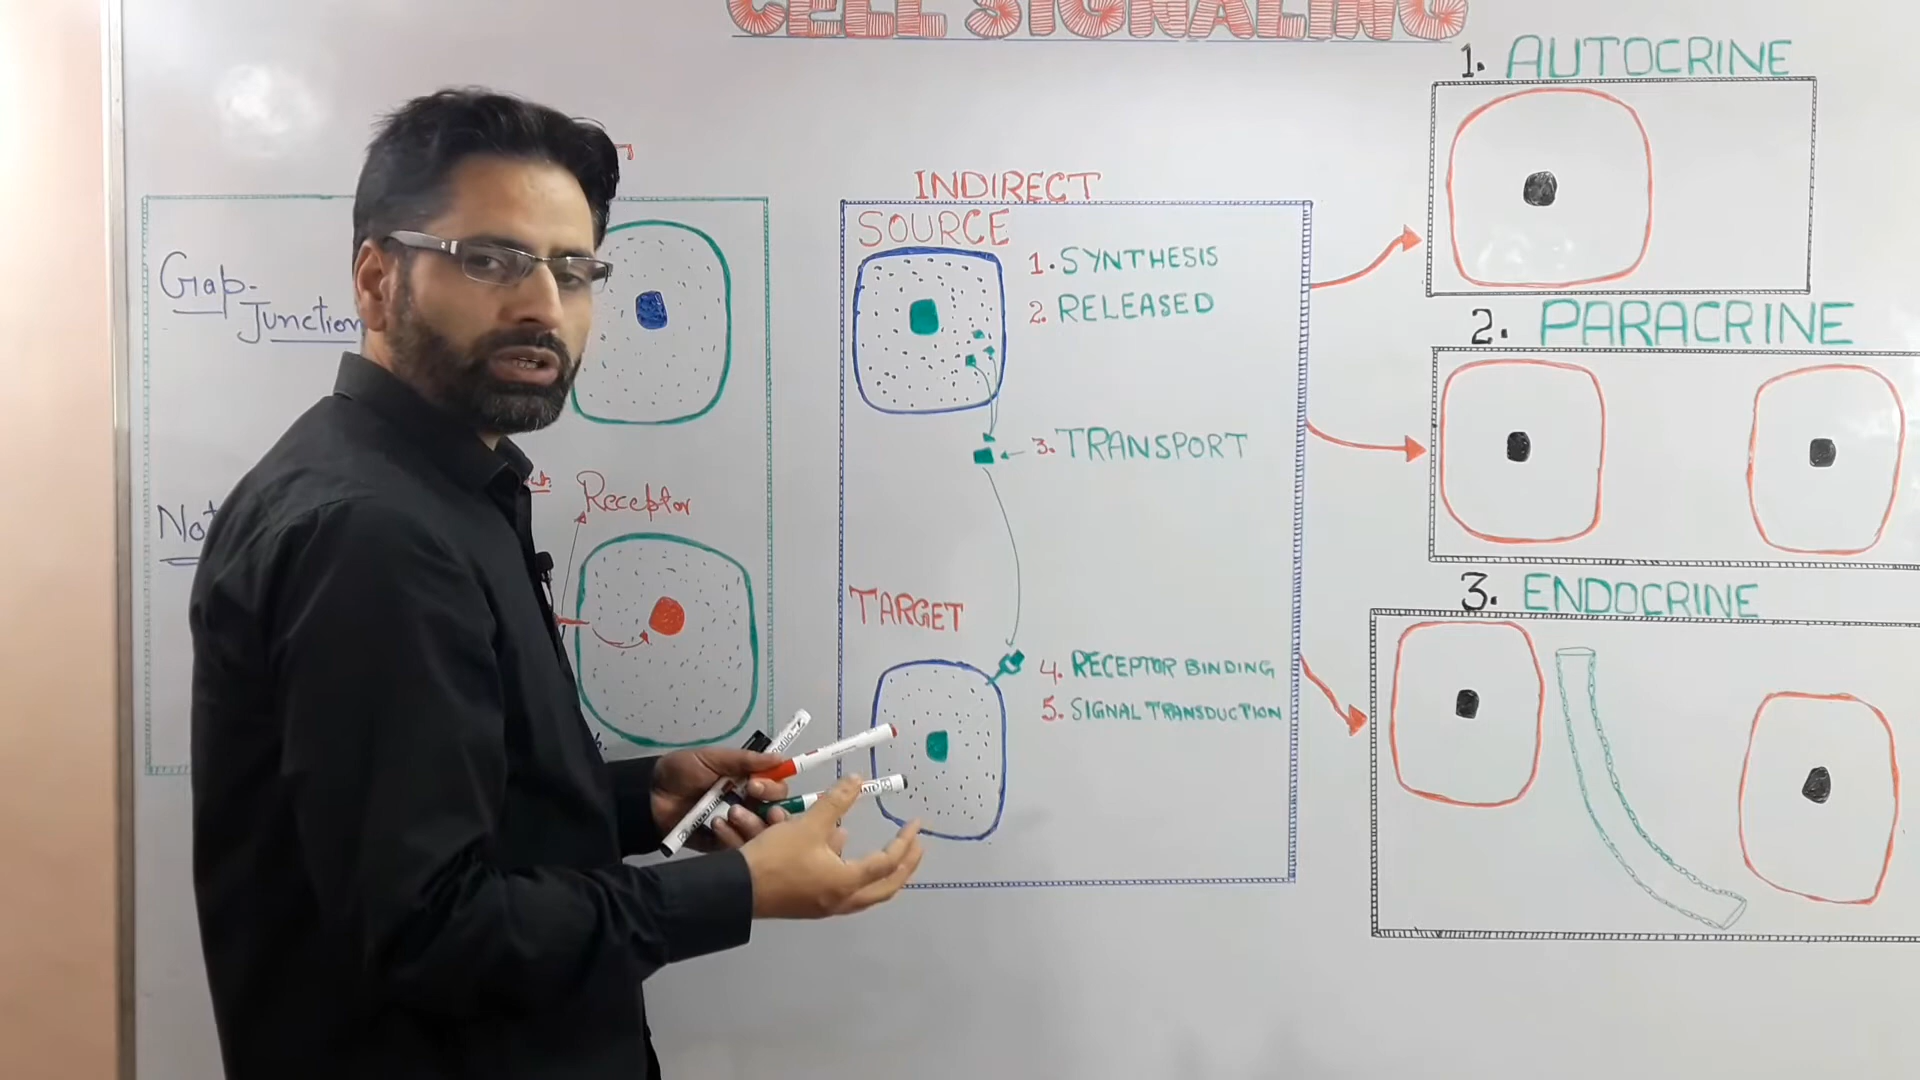 CELL SIGNALING
Gap-
Junction
Receptor
INDIRECT
SOURCE
1. SYNTHESIS
2. RELEASED
3. TRANSPORT
TARGET
4. RECEPTOR BINDING
5. SIGNAL TRANSDUCTION
1. AUTOCRINE
2. PARACRINE
3. ENDOCRINE